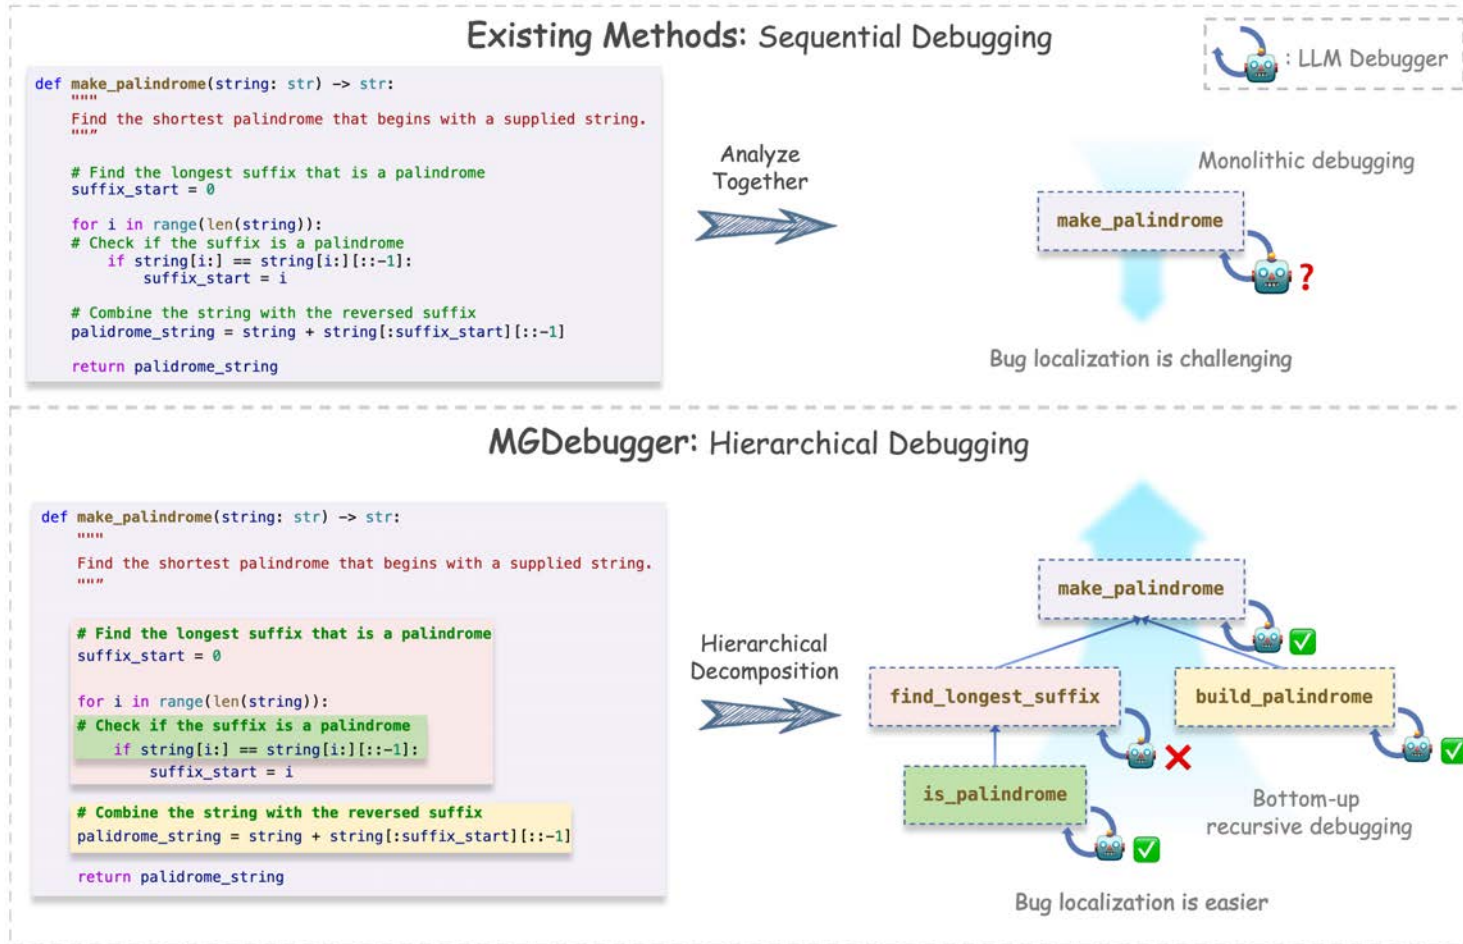 Existing Methods: Sequential Debugging
: LLM Debugger
def make_palindrome(string: str) -> str:
"""
Find the shortest palindrome that begins with a supplied string.
"""
# Find the longest suffix that is a palindrome
suffix_start = 0
for i in range(len(string)):
# Check if the suffix is a palindrome
if string[i:] == string[i:][::-1]:
suffix_start = i
# Combine the string with the reversed suffix
palidrome_string = string + string[:suffix_start][::-1]
return palidrome_string
Analyze
Together
Monolithic debugging
make_palindrome
?
Bug localization is challenging
MGDebugger: Hierarchical Debugging
def make_palindrome(string: str) -> str:
"""
Find the shortest palindrome that begins with a supplied string.
"""
# Find the longest suffix that is a palindrome
suffix_start = 0
for i in range(len(string)):
# Check if the suffix is a palindrome
if string[i:] == string[i:][::-1]:
suffix_start = i
# Combine the string with the reversed suffix
palidrome_string = string + string[:suffix_start][::-1]
return palidrome_string
Hierarchical
Decomposition
make_palindrome
find_longest_suffix
build_palindrome
is_palindrome
Bottom-up
recursive debugging
Bug localization is easier